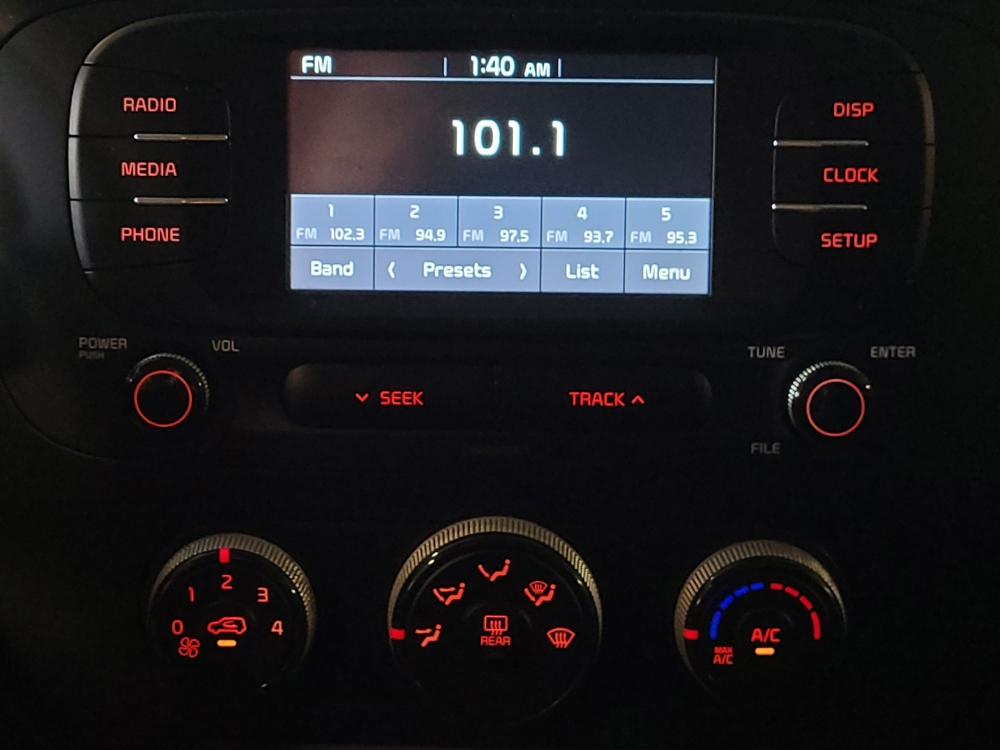 FM 1:40 AM
RADIO
MEDIA
PHONE
101.1
1 2 3 4 5
FM 102.3 FM 94.9 FM 97.5 FM 93.7 FM 95.3
Band Presets List Menu
DISP
CLOCK
SETUP
POWER
PUSH
VOL
SEEK
TRACK
TUNE
ENTER
FILE
0 1 2 3 4
REAR
A/C
MAX
A/C